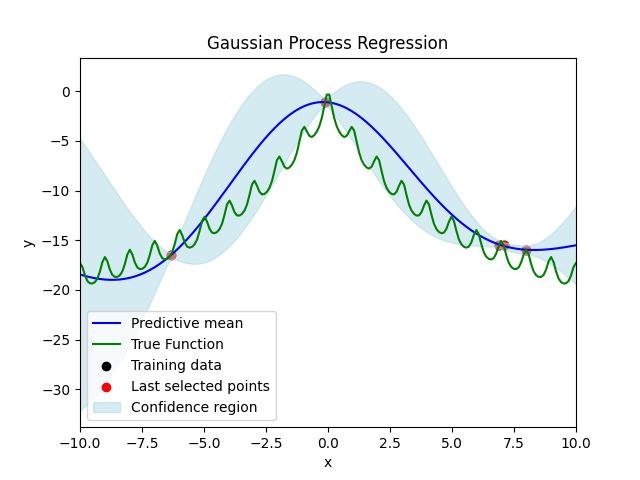 Gaussian Process Regression
y
0
−5
−10
−15
−20
−25
−30
Predictive mean
True Function
Training data
Last selected points
Confidence region
−10.0 −7.5 −5.0 −2.5 0.0 2.5 5.0 7.5 10.0
x